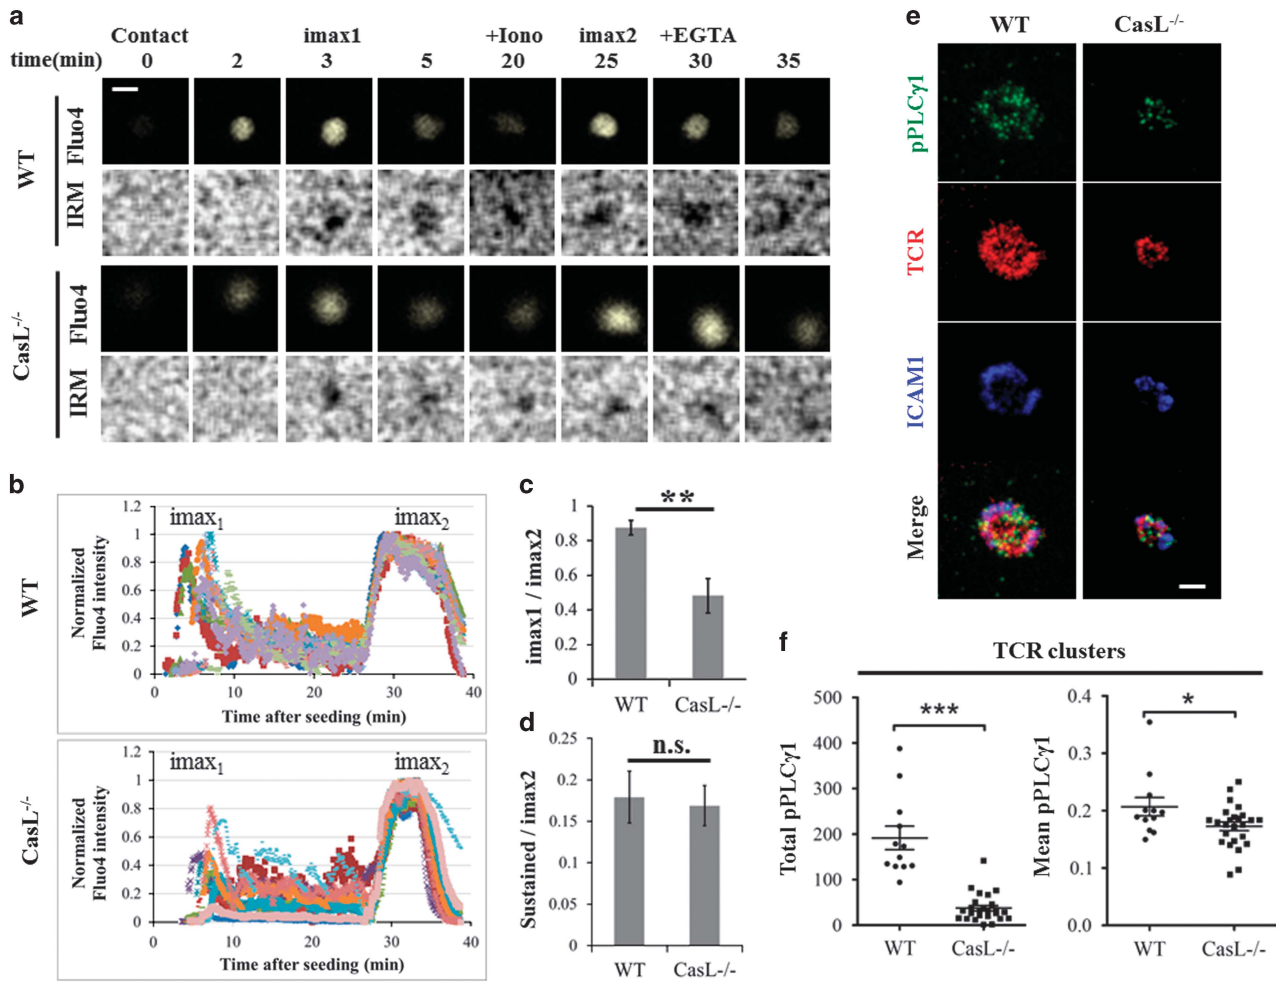 a
Contact imax1 +Iono imax2 +EGTA
time(min) 0 2 3 5 20 25 30 35
WT
Fluo4
IRM
CasL-/-
Fluo4
IRM
b
WT
Normalized
Fluo4 intensity
1.2
1
0.8
0.6
0.4
0.2
0
imax1 imax2
0 10 20 30 40
Time after seeding (min)
CasL-/-
Normalized
Fluo4 intensity
1.2
1
0.8
0.6
0.4
0.2
0
imax1 imax2
0 10 20 30 40
Time after seeding (min)
c
imax1 / imax2
1
0.8
0.6
0.4
0.2
0
**
WT CasL-/-
d
Sustained / imax2
0.25
0.2
0.15
0.1
0.05
0
n.s.
WT CasL-/-
e
WT CasL-/-
pPLCγ1
TCR
ICAM1
Merge
f
TCR clusters
Total pPLCγ1
500
400
300
200
100
0
***
WT CasL-/-
Mean pPLCγ1
0.4
0.3
0.2
0.1
0.0
*
WT CasL-/-